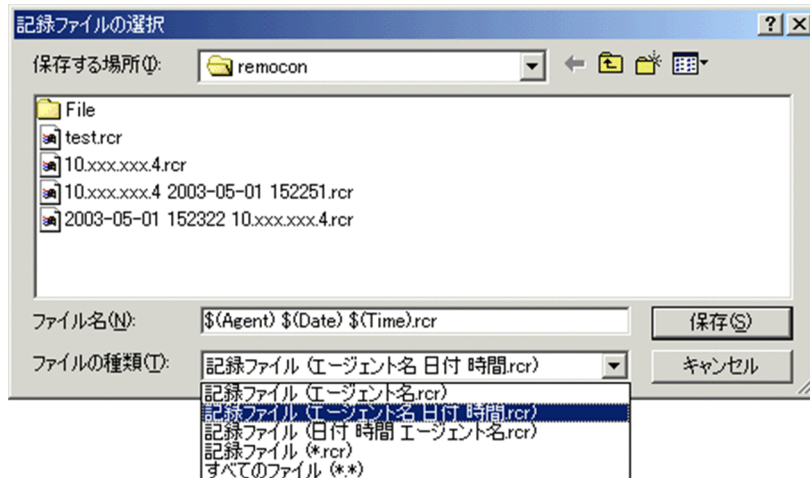 記録ファイルの選択
保存する場所(I):
remocon
File
test.rcr
10.xxx.xxx.4.rcr
10.xxx.xxx.4 2003-05-01 152251.rcr
2003-05-01 152322 10.xxx.xxx.4.rcr
ファイル名(N):
$(Agent) $(Date) $(Time).rcr
保存(S)
ファイルの種類(T):
記録ファイル (エージェント名 日付 時間.rcr)
キャンセル
記録ファイル (エージェント名.rcr)
記録ファイル (エージェント名 日付 時間.rcr)
記録ファイル (日付 時間 エージェント名.rcr)
記録ファイル (*.rcr)
すべてのファイル (*.*)